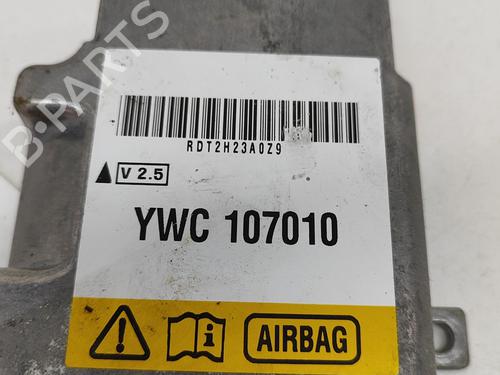 B-PARTS
RDT2H23A0Z9
V 2.5
YWC 107010
AIRBAG